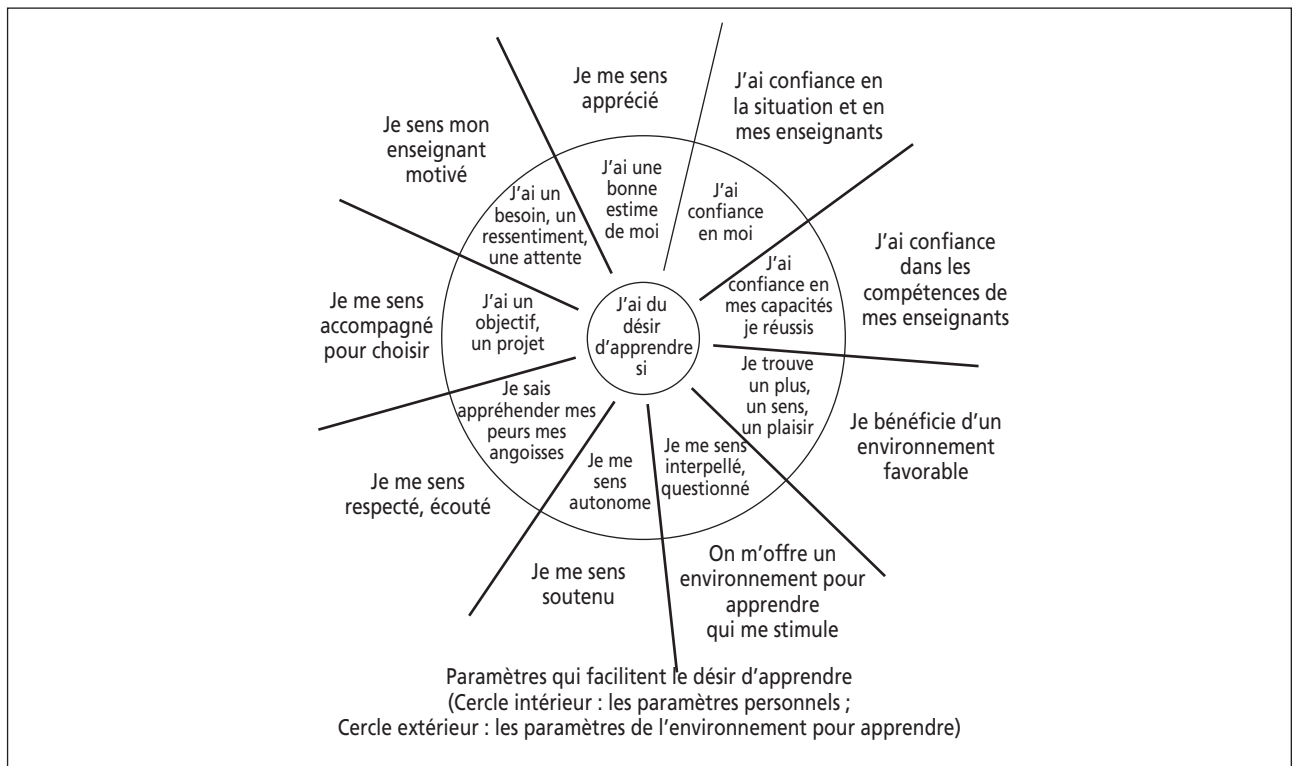 Je me sens
apprécié
J'ai confiance en
la situation et en
mes enseignants
Je sens mon
enseignant
motivé
J'ai une
bonne
estime
de moi
J'ai
confiance
en moi
J'ai un
besoin, un
ressentiment,
une attente
J'ai confiance
dans les
compétences de
mes enseignants
J'ai
confiance en
mes capacités
je réussis
Je me sens
accompagné
pour choisir
J'ai un
objectif,
un projet
J'ai du
désir
d'apprendre
si
Je trouve
un plus,
un sens,
un plaisir
Je sais
appréhender mes
peurs mes
angoisses
Je bénéficie d'un
environnement
favorable
Je me
sens
autonome
Je me sens
interpellé,
questionné
Je me sens
respecté, écouté
Je me sens
soutenu
On m'offre un
environnement pour
apprendre
qui me stimule
Paramètres qui facilitent le désir d'apprendre
(Cercle intérieur : les paramètres personnels ;
Cercle extérieur : les paramètres de l'environnement pour apprendre)